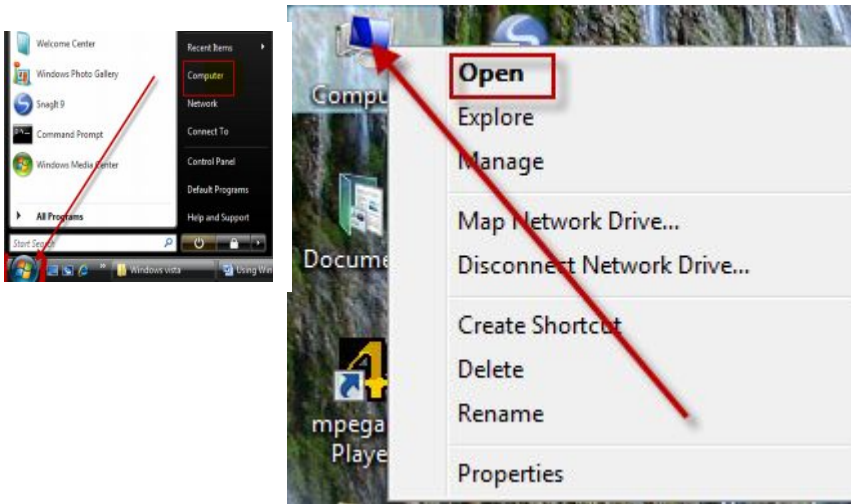 Welcome Center
Windows Photo Gallery
SnagIt 9
Command Prompt
Windows Media Center
All Programs
Start Search
Recent Items
Computer
Network
Connect To
Control Panel
Default Programs
Help and Support
Windows vista
Using Win
Compu
Docume
mpega
Playe
Open
Explore
Manage
Map Network Drive...
Disconnect Network Drive...
Create Shortcut
Delete
Rename
Properties